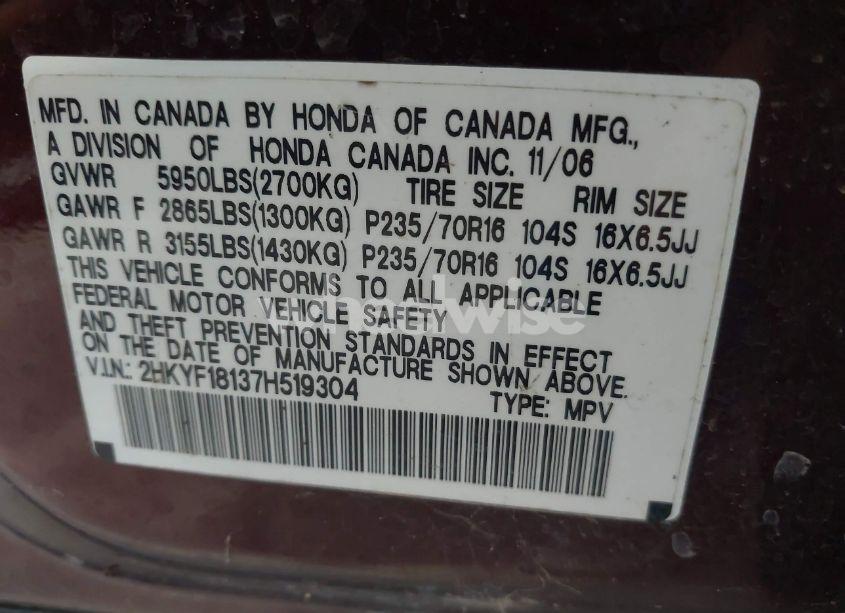 MFD. IN CANADA BY HONDA OF CANADA MFG.,
A DIVISION OF HONDA CANADA INC. 11/06
GVWR 5950LBS(2700KG) TIRE SIZE RIM SIZE
GAWR F 2865LBS(1300KG) P235/70R16 104S 16X6.5JJ
GAWR R 3155LBS(1430KG) P235/70R16 104S 16X6.5JJ
THIS VEHICLE CONFORMS TO ALL APPLICABLE
FEDERAL MOTOR VEHICLE SAFETY
AND THEFT PREVENTION STANDARDS IN EFFECT
ON THE DATE OF MANUFACTURE SHOWN ABOVE.
V.I.N.: 2HKYF18137H519304 TYPE: MPV